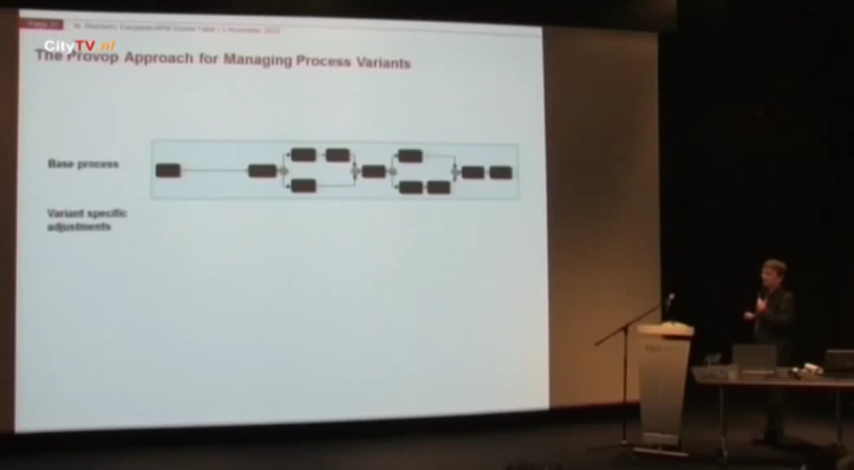 CityTV.nl
The Provop Approach for Managing Process Variants
Base process
Variant specific
adjustments